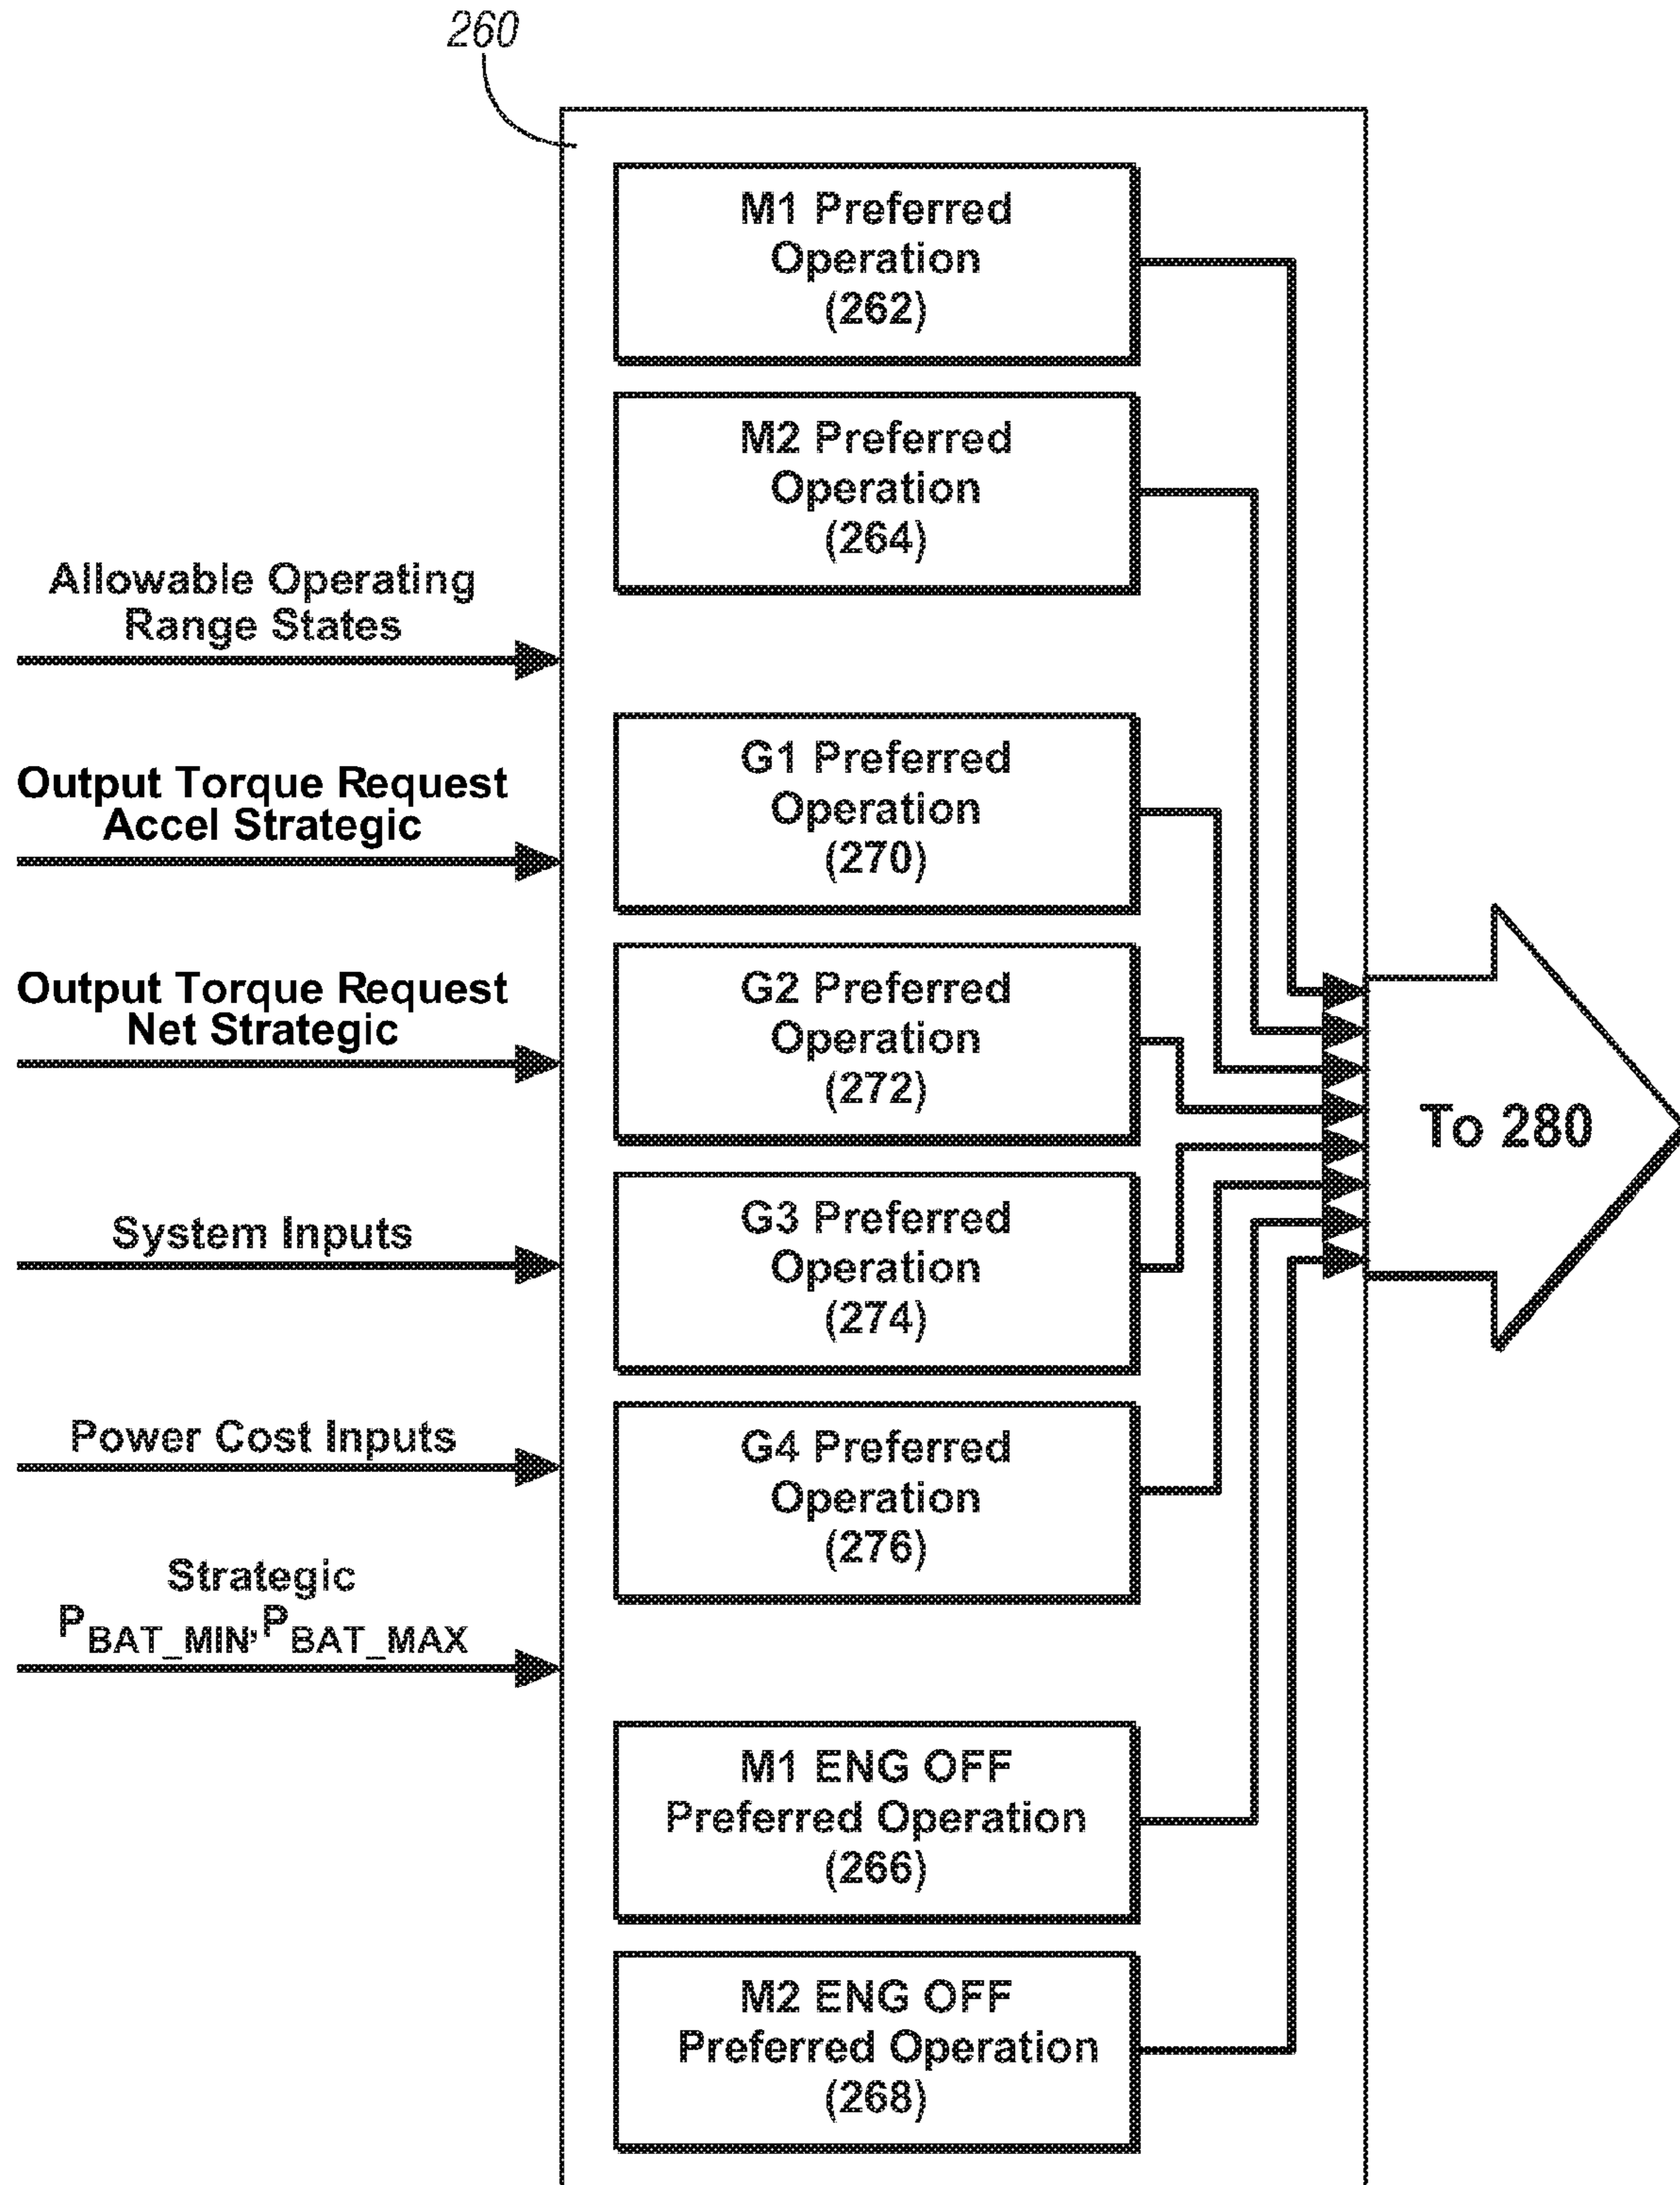 260
M1 Preferred
Operation
(262)
M2 Preferred
Operation
(264)
Allowable Operating
Range States
G1 Preferred
Operation
(270)
Output Torque Request
Accel Strategic
G2 Preferred
Operation
(272)
Output Torque Request
Net Strategic
To 280
G3 Preferred
Operation
(274)
System Inputs
G4 Preferred
Operation
(276)
Power Cost Inputs
Strategic
PBAT_MIN,PBAT_MAX
M1 ENG OFF
Preferred Operation
(266)
M2 ENG OFF
Preferred Operation
(268)